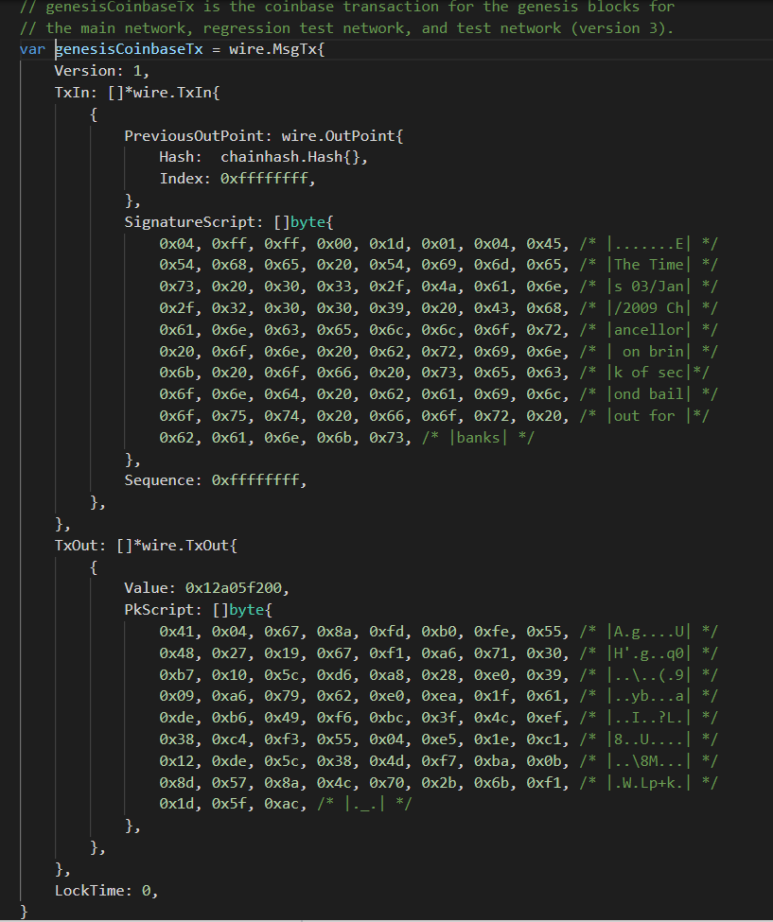 // genesisCoinbaseTx is the coinbase transaction for the genesis blocks for
// the main network, regression test network, and test network (version 3).
var genesisCoinbaseTx = wire.MsgTx{
    Version: 1,
    TxIn: []*wire.TxIn{
        {
            PreviousOutPoint: wire.OutPoint{
                Hash:  chainhash.Hash{},
                Index: 0xffffffff,
            },
            SignatureScript: []byte{
                0x04, 0xff, 0xff, 0x00, 0x1d, 0x01, 0x04, 0x45, /* |.......E| */
                0x54, 0x68, 0x65, 0x20, 0x54, 0x69, 0x6d, 0x65, /* |The Time| */
                0x73, 0x20, 0x30, 0x33, 0x2f, 0x4a, 0x61, 0x6e, /* |s 03/Jan| */
                0x2f, 0x32, 0x30, 0x30, 0x39, 0x20, 0x43, 0x68, /* |/2009 Ch| */
                0x61, 0x6e, 0x63, 0x65, 0x6c, 0x6c, 0x6f, 0x72, /* |ancellor| */
                0x20, 0x6f, 0x6e, 0x20, 0x62, 0x72, 0x69, 0x6e, /* | on brin| */
                0x6b, 0x20, 0x6f, 0x66, 0x20, 0x73, 0x65, 0x63, /* |k of sec|*/
                0x6f, 0x6e, 0x64, 0x20, 0x62, 0x61, 0x69, 0x6c, /* |ond bail| */
                0x6f, 0x75, 0x74, 0x20, 0x66, 0x6f, 0x72, 0x20, /* |out for |*/
                0x62, 0x61, 0x6e, 0x6b, 0x73, /* |banks| */
            },
            Sequence: 0xffffffff,
        },
    },
    TxOut: []*wire.TxOut{
        {
            Value: 0x12a05f200,
            PkScript: []byte{
                0x41, 0x04, 0x67, 0x8a, 0xfd, 0xb0, 0xfe, 0x55, /* |A.g....U| */
                0x48, 0x27, 0x19, 0x67, 0xf1, 0xa6, 0x71, 0x30, /* |H'.g..q0| */
                0xb7, 0x10, 0x5c, 0xd6, 0xa8, 0x28, 0xe0, 0x39, /* |..\..(.9| */
                0x09, 0xa6, 0x79, 0x62, 0xe0, 0xea, 0x1f, 0x61, /* |..yb...a| */
                0xde, 0xb6, 0x49, 0xf6, 0xbc, 0x3f, 0x4c, 0xef, /* |..I..?L.| */
                0x38, 0xc4, 0xf3, 0x55, 0x04, 0xe5, 0x1e, 0xc1, /* |8..U....| */
                0x12, 0xde, 0x5c, 0x38, 0x4d, 0xf7, 0xba, 0x0b, /* |..\8M...| */
                0x8d, 0x57, 0x8a, 0x4c, 0x70, 0x2b, 0x6b, 0xf1, /* |.W.Lp+k.| */
                0x1d, 0x5f, 0xac, /* |._.| */
            },
        },
    },
    LockTime: 0,
}